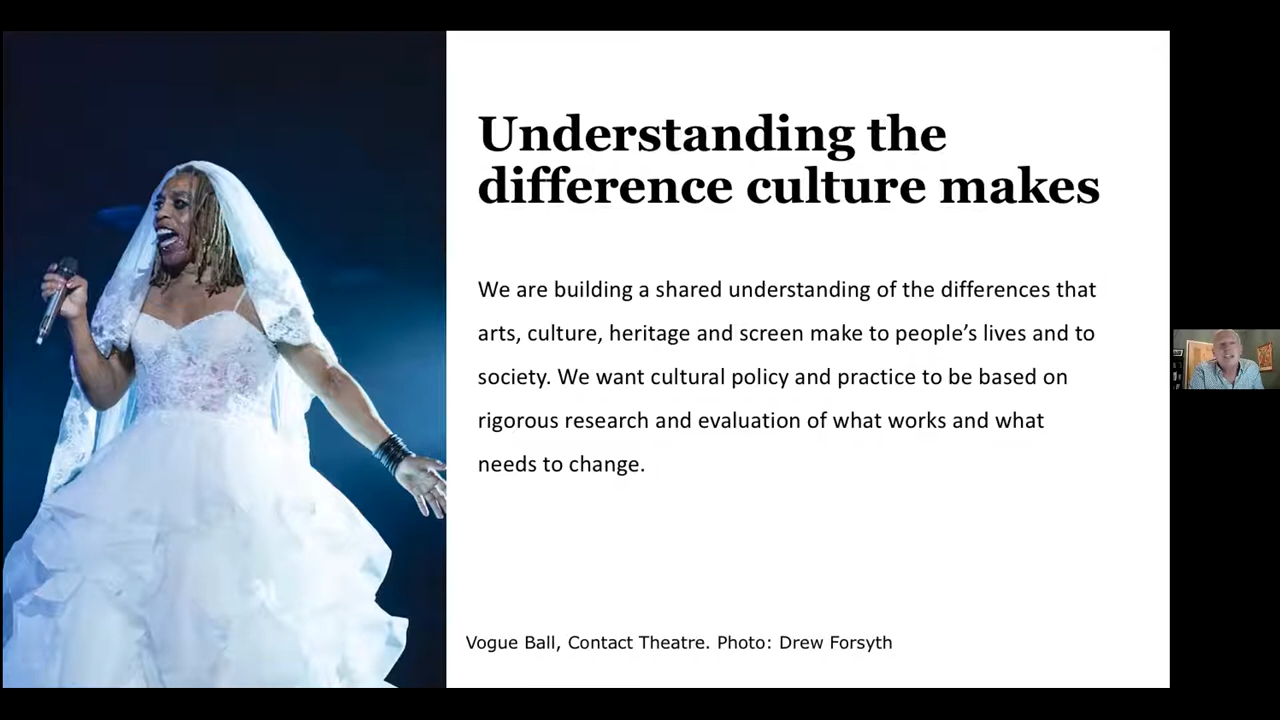 Understanding the
difference culture makes
We are building a shared understanding of the differences that
arts, culture, heritage and screen make to people’s lives and to
society. We want cultural policy and practice to be based on
rigorous research and evaluation of what works and what
needs to change.
Vogue Ball, Contact Theatre. Photo: Drew Forsyth